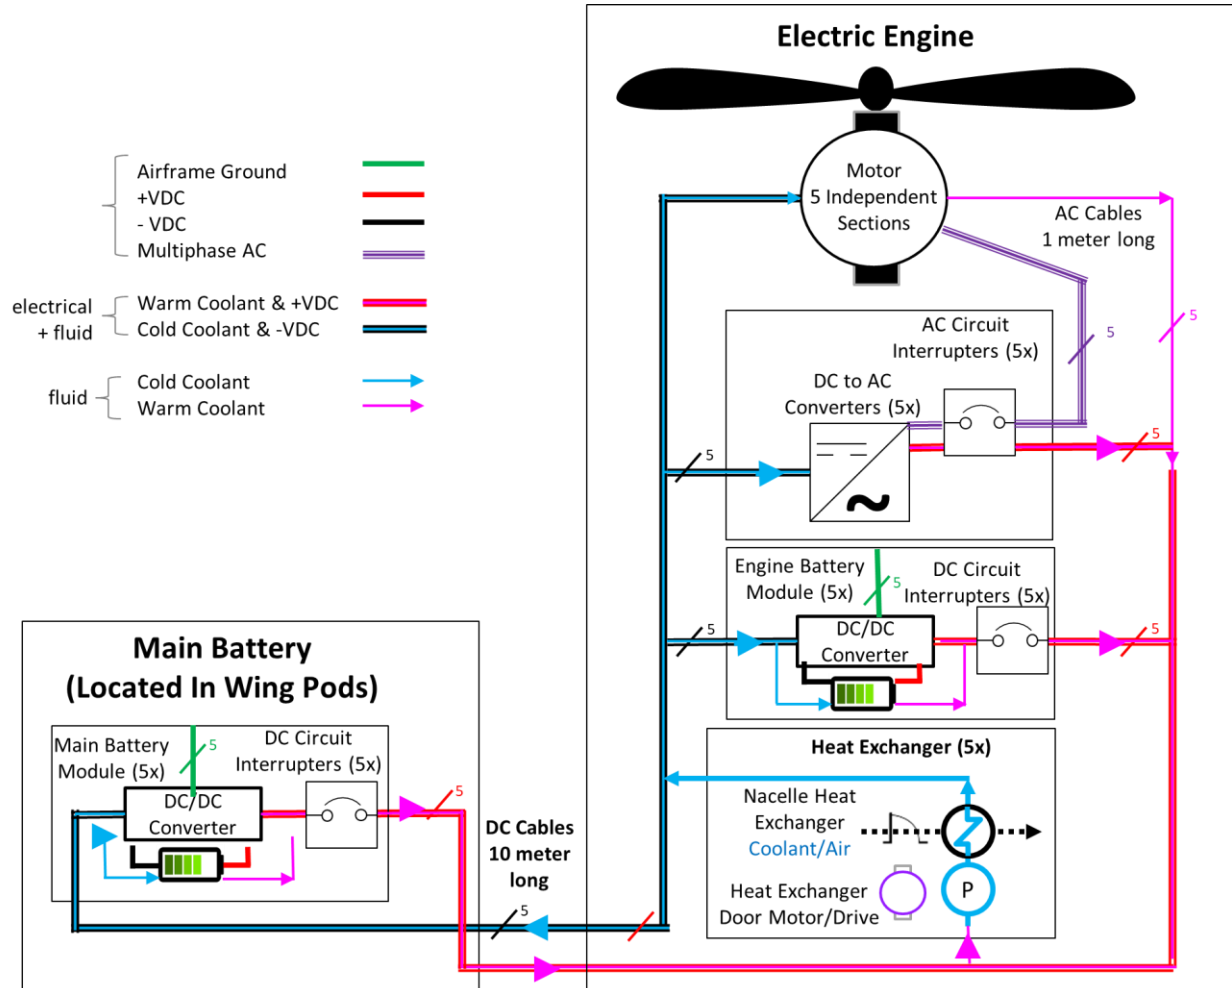 Electric Engine
Motor
5 Independent
Sections
AC Cables
1 meter long
5
5
Airframe Ground
+VDC
- VDC
Multiphase AC
electrical
+ fluid
Warm Coolant & +VDC
Cold Coolant & -VDC
fluid
Cold Coolant
Warm Coolant
AC Circuit
Interrupters (5x)
DC to AC
Converters (5x)
5
5
~
Engine Battery
Module (5x)
5
DC Circuit
Interrupters (5x)
5
DC/DC
Converter
5
Main Battery
(Located In Wing Pods)
Main Battery
Module (5x)
5
DC Circuit
Interrupters (5x)
DC/DC
Converter
5
DC Cables
10 meter
long
5
Heat Exchanger (5x)
Nacelle Heat
Exchanger
Coolant/Air
Heat Exchanger
Door Motor/Drive
P